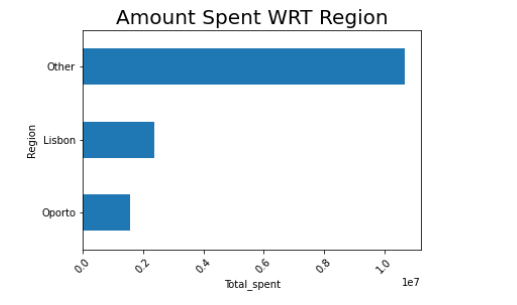 Amount Spent WRT Region
Other
Lisbon
Oporto
Region
0.0 0.2 0.4 0.6 0.8 1.0
1e7
Total_spent